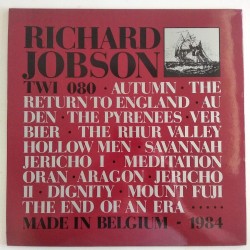 RICHARD
JOBSON
TWI 080 · AUTUMN · THE
RETURN TO ENGLAND · AU
DEN · THE PYRENEES · VER
BIER · THE RHUR VALLEY
HOLLOW MEN · SAVANNAH
JERICHO I · MEDITATION
ORAN · ARAGON · JERICHO
II · DIGNITY · MOUNT FUJI
THE END OF AN ERA · · · · ·
MADE IN BELGIUM · 1984